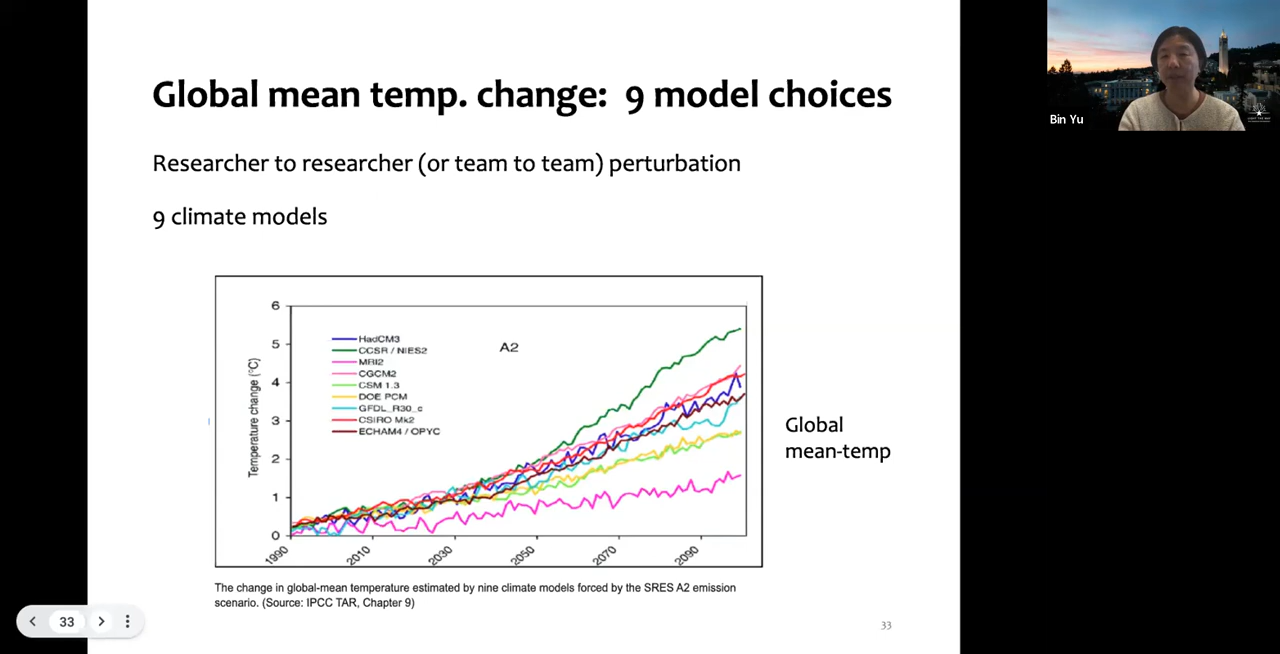 Global mean temp. change: 9 model choices
Researcher to researcher (or team to team) perturbation
9 climate models
6
5
4
3
2
1
0
Temperature change (°C)
HadCM3
CCSR / NIES2
MRI2
CGCM2
CSM 1.3
DOE PCM
GFDL_R30_c
CSIRO Mk2
ECHAM4 / OPYC
A2
1990
2010
2030
2050
2070
2090
Global
mean-temp
The change in global-mean temperature estimated by nine climate models forced by the SRES A2 emission
scenario. (Source: IPCC TAR, Chapter 9)
33
33
Bin Yu